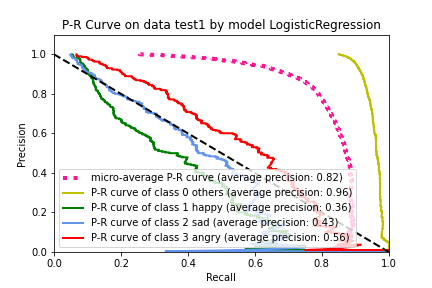 P-R Curve on data test1 by model LogisticRegression
1.0
0.8
0.6
0.4
0.2
0.0
Precision
micro-average P-R curve (average precision: 0.82)
P-R curve of class 0 others (average precision: 0.96)
P-R curve of class 1 happy (average precision: 0.36)
P-R curve of class 2 sad (average precision: 0.43)
P-R curve of class 3 angry (average precision: 0.56)
0.0 0.2 0.4 0.6 0.8 1.0
Recall